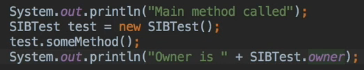 System.out.println("Main method called");
SIBTest test = new SIBTest();
test.someMethod();
System.out.println("Owner is " + SIBTest.owner);